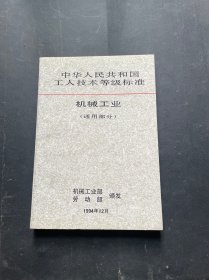 中华人民共和国
工人技术等级标准
机械工业
（通用部分）
机械工业部
劳动部 颁发
1994年12月